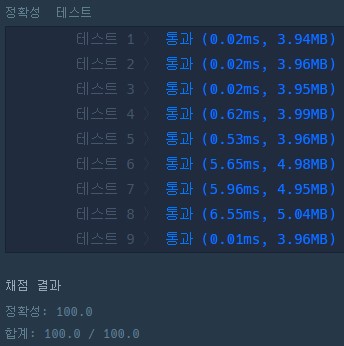 정확성 테스트
테스트 1 〉 통과 (0.02ms, 3.94MB)
테스트 2 〉 통과 (0.02ms, 3.96MB)
테스트 3 〉 통과 (0.02ms, 3.95MB)
테스트 4 〉 통과 (0.62ms, 3.99MB)
테스트 5 〉 통과 (0.53ms, 3.96MB)
테스트 6 〉 통과 (5.65ms, 4.98MB)
테스트 7 〉 통과 (5.96ms, 4.95MB)
테스트 8 〉 통과 (6.55ms, 5.04MB)
테스트 9 〉 통과 (0.01ms, 3.96MB)
채점 결과
정확성: 100.0
합계: 100.0 / 100.0